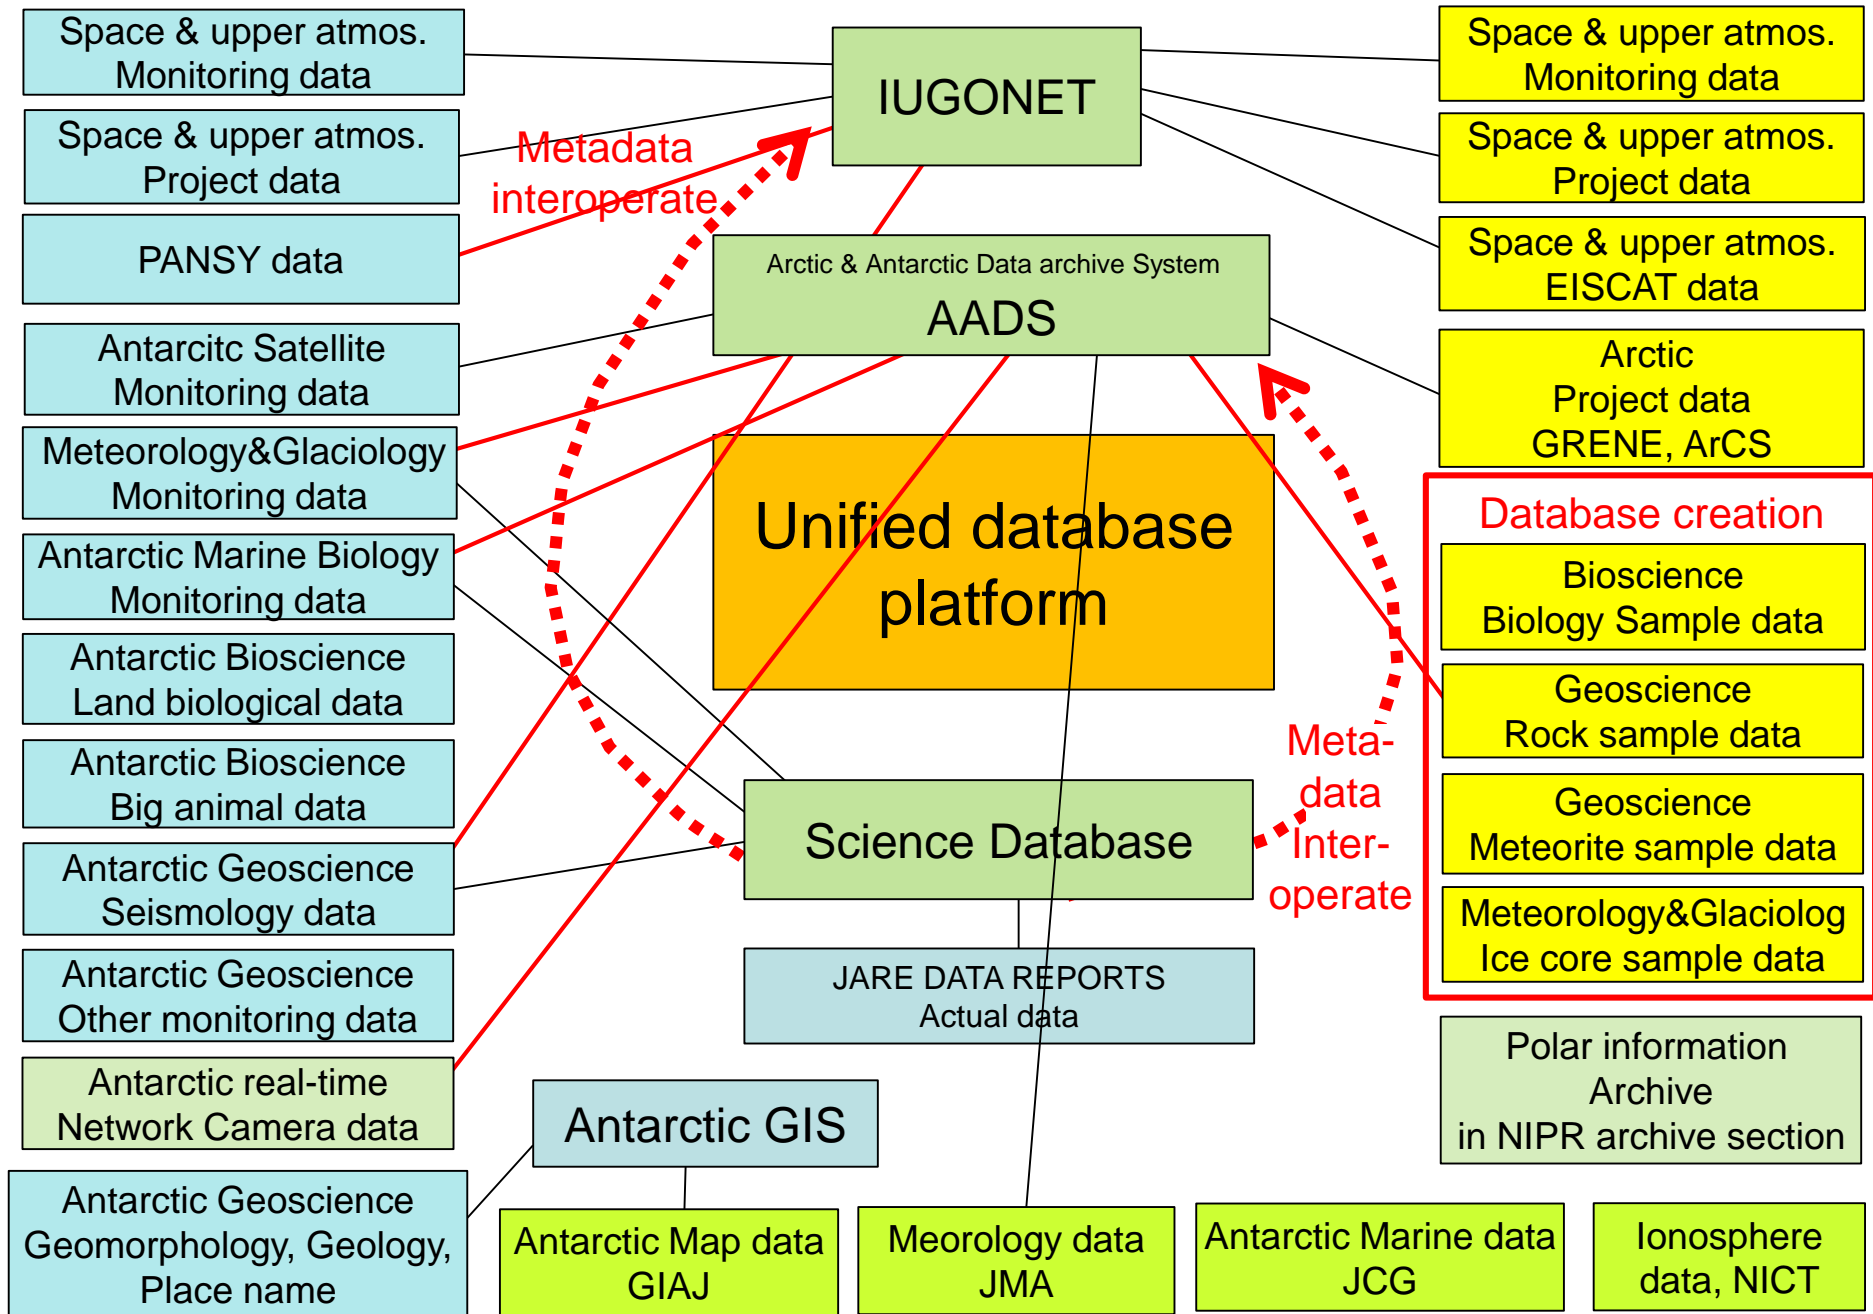 Space & upper atmos.
Monitoring data
Space & upper atmos.
Project data
PANSY data
Antarcitc Satellite
Monitoring data
Meteorology&Glaciology
Monitoring data
Antarctic Marine Biology
Monitoring data
Antarctic Bioscience
Land biological data
Antarctic Bioscience
Big animal data
Antarctic Geoscience
Seismology data
Antarctic Geoscience
Other monitoring data
Antarctic real-time
Network Camera data
Antarctic Geoscience
Geomorphology, Geology,
Place name
IUGONET
Metadata
interoperate
Arctic & Antarctic Data archive System
AADS
Unified database
platform
Science Database
Meta-
data
Inter-
operate
JARE DATA REPORTS
Actual data
Antarctic GIS
Antarctic Map data
GIAJ
Meorology data
JMA
Antarctic Marine data
JCG
Ionosphere
data, NICT
Space & upper atmos.
Monitoring data
Space & upper atmos.
Project data
Space & upper atmos.
EISCAT data
Arctic
Project data
GRENE, ArCS
Database creation
Bioscience
Biology Sample data
Geoscience
Rock sample data
Geoscience
Meteorite sample data
Meteorology&Glaciolog
Ice core sample data
Polar information
Archive
in NIPR archive section